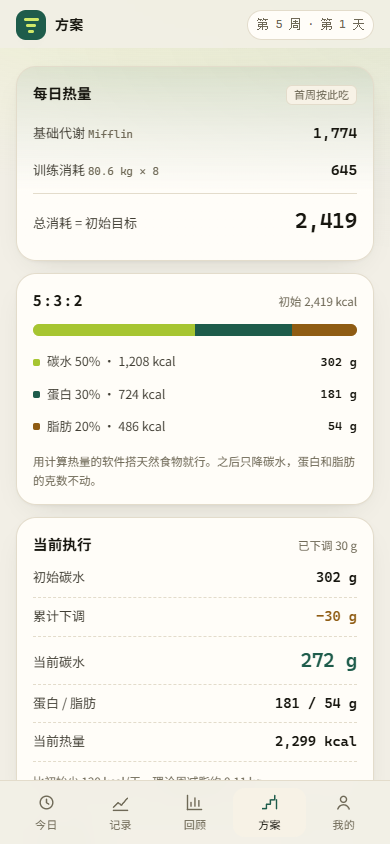 方案
第 5 周 · 第 1 天
每日热量
首周按此吃
基础代谢 Mifflin
1,774
训练消耗 80.6 kg × 8
645
总消耗 = 初始目标
2,419
5:3:2
初始 2,419 kcal
碳水 50% · 1,208 kcal
302 g
蛋白 30% · 724 kcal
181 g
脂肪 20% · 486 kcal
54 g
用计算热量的软件搭天然食物就行。之后只降碳水，蛋白和脂肪
的克数不动。
当前执行
已下调 30 g
初始碳水
302 g
累计下调
−30 g
当前碳水
272 g
蛋白 / 脂肪
181 / 54 g
当前热量
2,299 kcal
今日
记录
回顾
方案
我的